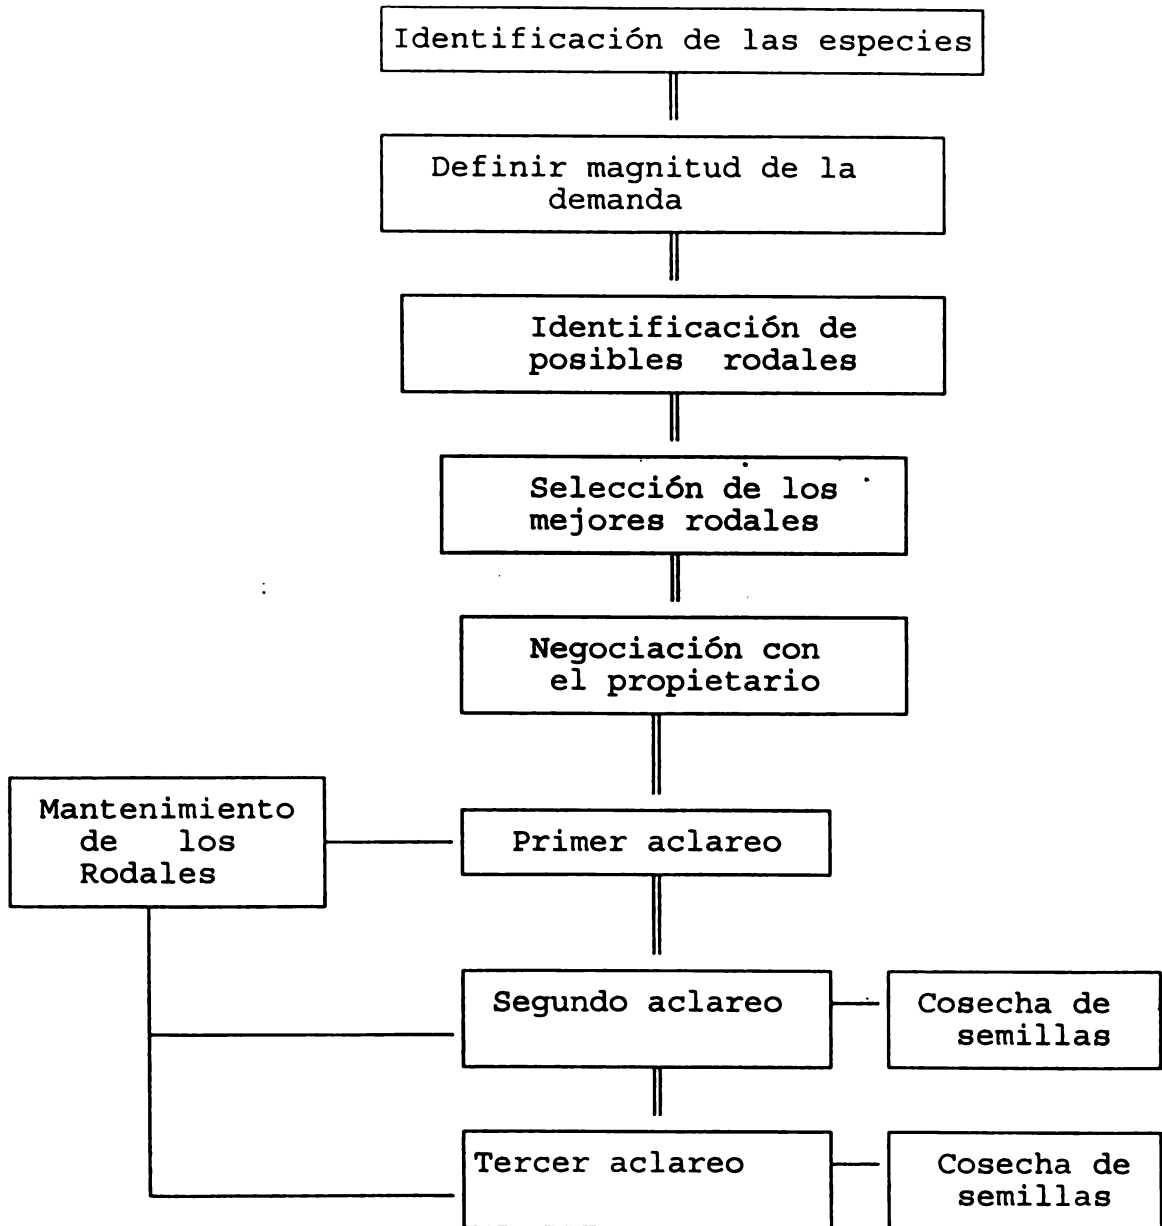 Identificación de las especies
Definir magnitud de la
demanda
Identificación de
posibles rodales
Selección de los
mejores rodales
Negociación con
el propietario
Mantenimiento
de los
Rodales
Primer aclareo
Segundo aclareo
Cosecha de
semillas
Tercer aclareo
Cosecha de
semillas